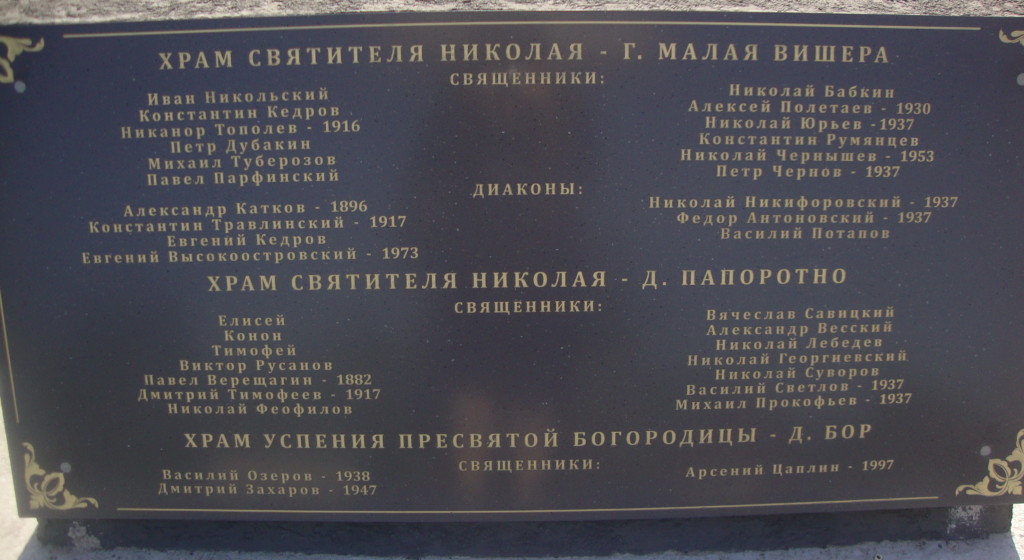 ХРАМ СВЯТИТЕЛЯ НИКОЛАЯ - Г. МАЛАЯ ВИШЕРА
СВЯЩЕННИКИ:
Иван Никольский
Константин Кедров
Никанор Тополев - 1916
Петр Дубакин
Михаил Туберозов
Павел Парфинский
Николай Бабкин
Алексей Полетаев - 1930
Николай Юрьев - 1937
Константин Румянцев
Николай Чернышев - 1953
Петр Чернов - 1937
ДИАКОНЫ:
Александр Катков - 1896
Константин Травлинский - 1917
Евгений Кедров
Евгений Высокоостровский - 1973
Николай Никифоровский - 1937
Федор Антоновский - 1937
Василий Потапов
ХРАМ СВЯТИТЕЛЯ НИКОЛАЯ - Д. ПАПОРОТНО
СВЯЩЕННИКИ:
Елисей
Конон
Тимофей
Виктор Русанов
Павел Верещагин - 1882
Дмитрий Тимофеев - 1917
Николай Феофилов
Вячеслав Савицкий
Александр Весский
Николай Лебедев
Николай Георгиевский
Николай Суворов
Василий Светлов - 1937
Михаил Прокофьев - 1937
ХРАМ УСПЕНИЯ ПРЕСВЯТОЙ БОГОРОДИЦЫ - Д. БОР
СВЯЩЕННИКИ:
Василий Озеров - 1938
Дмитрий Захаров - 1947
Арсений Цаплин - 1997